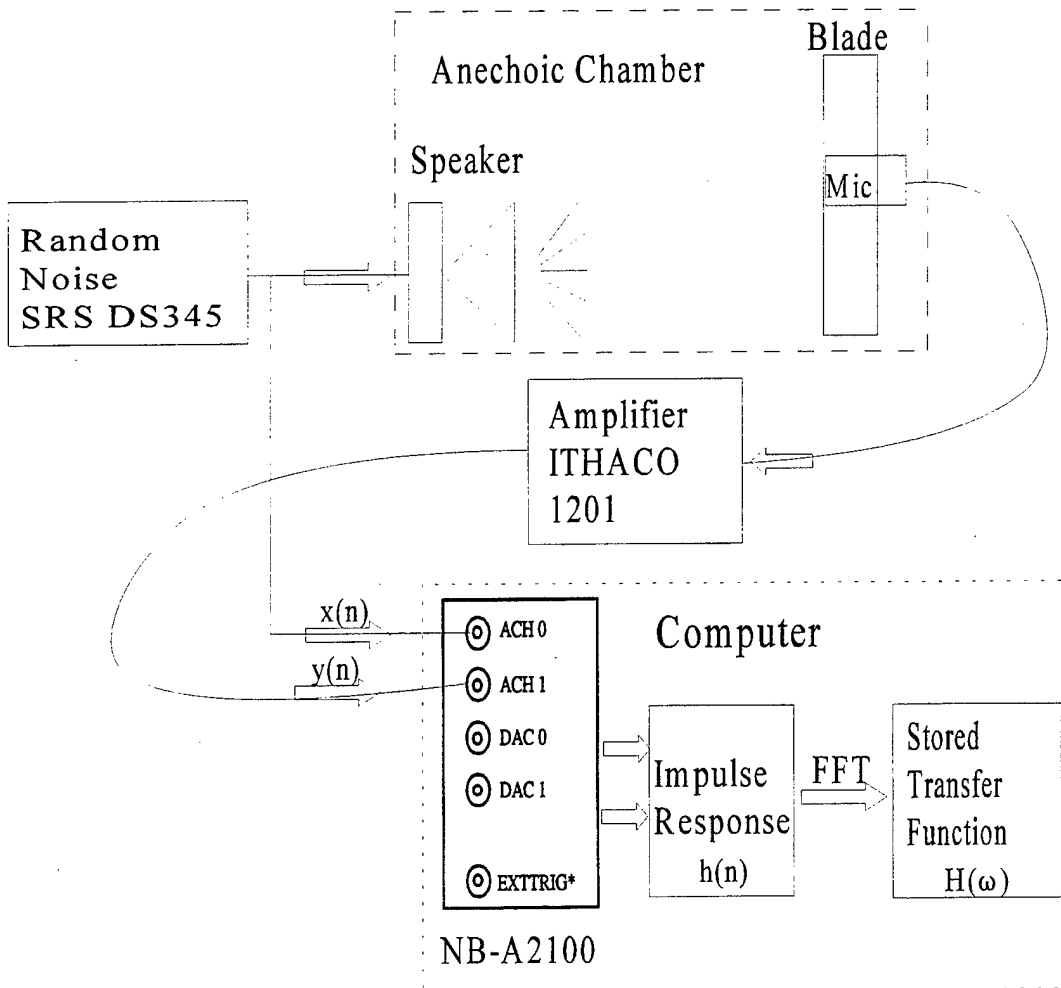 Blade
Anechoic Chamber
Speaker
Mic
Random
Noise
SRS DS345
Amplifier
ITHACO
1201
x(n)
y(n)
ACH 0
ACH 1
DAC 0
DAC 1
EXTTRIG*
NB-A2100
Computer
Impulse
Response
h(n)
FFT
Stored
Transfer
Function
H(ω)